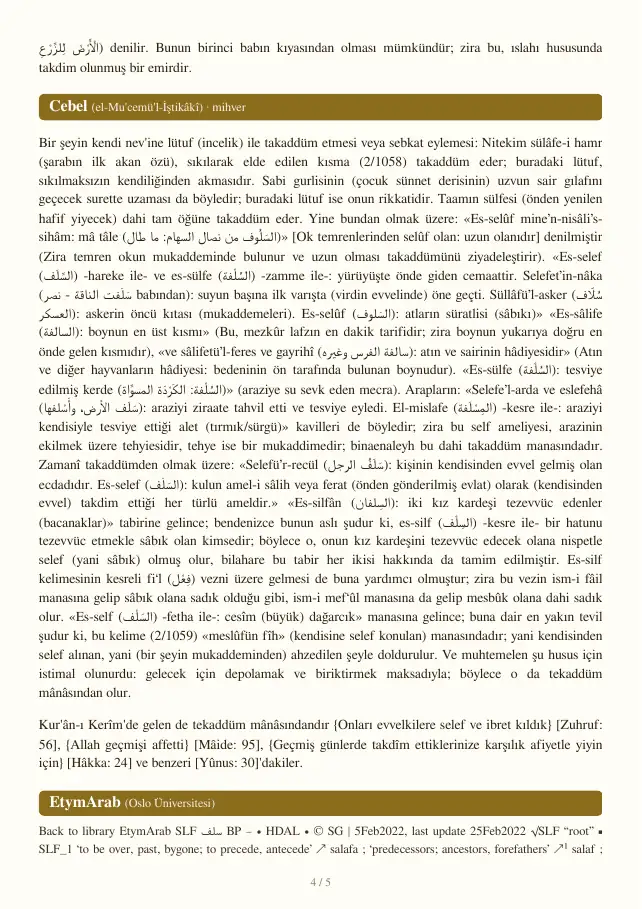 الْأَرْضَ لِلزَّرْعِ) denilir. Bunun birinci babın kıyasından olması mümkündür; zira bu, ıslahı hususunda
takdim olunmuş bir emirdir.
Cebel (el-Mu'cemü'l-İştikâkî) · mihver
Bir şeyin kendi nev'ine lütuf (incelik) ile takaddüm etmesi veya sebkat eylemesi: Nitekim sülâfe-i hamr
(şarabın ilk akan özü), sıkılarak elde edilen kısma (2/1058) takaddüm eder; buradaki lütuf,
sıkılmaksızın kendiliğinden akmasıdır. Sabi gurlisinin (çocuk sünnet derisinin) uzvun sair gılafını
geçecek surette uzaması da böyledir; buradaki lütuf ise onun rikkatidir. Taamın sülfesi (önden yenilen
hafif yiyecek) dahi tam öğüne takaddüm eder. Yine bundan olmak üzere: «Es-selûf mine’n-nisâli’s-
sihâm: mâ tâle (السَّلُوف من نصال السهام: ما طال)» [Ok temrenlerinden selûf olan: uzun olanıdır] denilmiştir
(Zira temren okun mukaddeminde bulunur ve uzun olması takaddümünü ziyadeleştirir). «Es-selef
(السَّلَف) -hareke ile- ve es-sülfe (السُّلْفة) -zamme ile-: yürüyüşte önde giden cemaattir. Selefet’in-nâka
(سَلَفت الناقة - نصر babından): suyun başına ilk varışta (virdin evvelinde) öne geçti. Süllâfü’l-asker (سُلّاف
العسكر): askerin öncü kıtası (mukaddemeleri). Es-selûf (السَلوف): atların süratlisi (sâbıkı)» «Es-sâlife
(السالفة): boynun en üst kısmı» (Bu, mezkûr lafzın en dakik tarifidir; zira boynun yukarıya doğru en
önde gelen kısmıdır), «ve sâlifetü’l-feres ve gayrihî (سالفة الفرس وغيره): atın ve sairinin hâdiyesidir» (Atın
ve diğer hayvanların hâdiyesi: bedeninin ön tarafında bulunan boynudur). «Es-sülfe (السُلْفة): tesviye
edilmiş kerde (السُلْفة: الكَرْدَة المسوَّاة)» (araziye su sevk eden mecra). Arapların: «Selefe’l-arda ve eslefehâ
(سَلَف الأرض، وأَسْلفها): araziyi ziraate tahvil etti ve tesviye eyledi. El-mislafe (المِسْلَفة) -kesre ile-: araziyi
kendisiyle tesviye ettiği alet (tırmık/sürgü)» kavilleri de böyledir; zira bu self ameliyesi, arazinin
ekilmek üzere tehyiesidir, tehye ise bir mukaddimedir; binaenaleyh bu dahi takaddüm manasındadır.
Zamanî takaddümden olmak üzere: «Selefü’r-recül (سَلَفُ الرجل): kişinin kendisinden evvel gelmiş olan
ecdadıdır. Es-selef (السَلَف): kulun amel-i sâlih veya ferat (önden gönderilmiş evlat) olarak (kendisinden
evvel) takdim ettiği her türlü ameldir.» «Es-silfân (السِلفان): iki kız kardeşi tezevvüc edenler
(bacanaklar)» tabirine gelince; bendenizce bunun aslı şudur ki, es-silf (السِلْف) -kesre ile- bir hatunu
tezevvüc etmekle sâbık olan kimsedir; böylece o, onun kız kardeşini tezevvüc edecek olana nispetle
selef (yani sâbık) olmuş olur, bilahare bu tabir her ikisi hakkında da tamim edilmiştir. Es-silf
kelimesinin kesreli fi‘l (فِعْل) vezni üzere gelmesi de buna yardımcı olmuştur; zira bu vezin ism-i fâil
manasına gelip sâbık olana sadık olduğu gibi, ism-i mef‘ûl manasına da gelip mesbûk olana dahi sadık
olur. «Es-self (السَلْف) -fetha ile-: cesîm (büyük) dağarcık» manasına gelince; buna dair en yakın tevil
şudur ki, bu kelime (2/1059) «meslûfün fîh» (kendisine selef konulan) manasındadır; yani kendisinden
selef alınan, yani (bir şeyin mukaddeminden) ahzedilen şeyle doldurulur. Ve muhtemelen şu husus için
istimal olunurdu: gelecek için depolamak ve biriktirmek maksadıyla; böylece o da tekaddüm
mânâsından olur.
Kur'ân-ı Kerîm'de gelen de tekaddüm mânâsındandır {Onları evvelkilere selef ve ibret kıldık} [Zuhruf:
56], {Allah geçmişi affetti} [Mâide: 95], {Geçmiş günlerde takdîm ettiklerinize karşılık afiyetle yiyin
için} [Hâkka: 24] ve benzeri [Yûnus: 30]'dakiler.
EtymArab (Oslo Üniversitesi)
Back to library EtymArab SLF سلف BP – • HDAL • © SG | 5Feb2022, last update 25Feb2022 √SLF “root” ▪
SLF_1 ‘to be over, past, bygone; to precede, antecede’ ↗ salafa ; ‘predecessors; ancestors, forefathers’ ↗¹ salaf ;
4 / 5